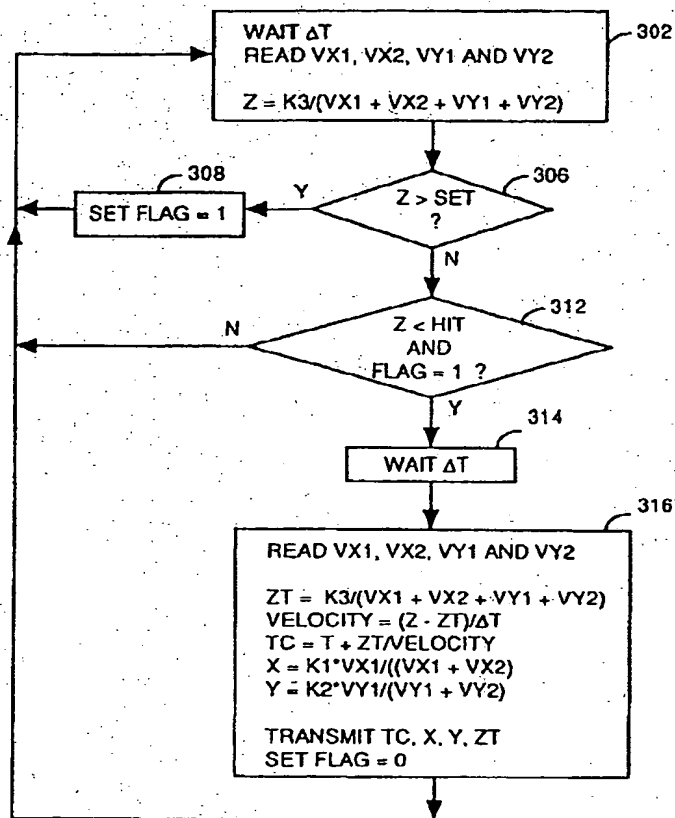 WAIT ΔT
302
READ VX1, VX2, VY1 AND VY2
Z = K3/(VX1 + VX2 + VY1 + VY2)
308
306
Y
SET FLAG = 1
Z > SET
?
N
312
N
Z < HIT
AND
FLAG = 1 ?
Y
314
WAIT ΔT
316
READ VX1, VX2, VY1 AND VY2
ZT = K3/(VX1 + VX2 + VY1 + VY2)
VELOCITY = (Z - ZT)/ΔT
TC = T + ZT/VELOCITY
X = K1*VX1/((VX1 + VX2)
Y = K2*VY1/(VY1 + VY2)
TRANSMIT TC, X, Y, ZT
SET FLAG = 0